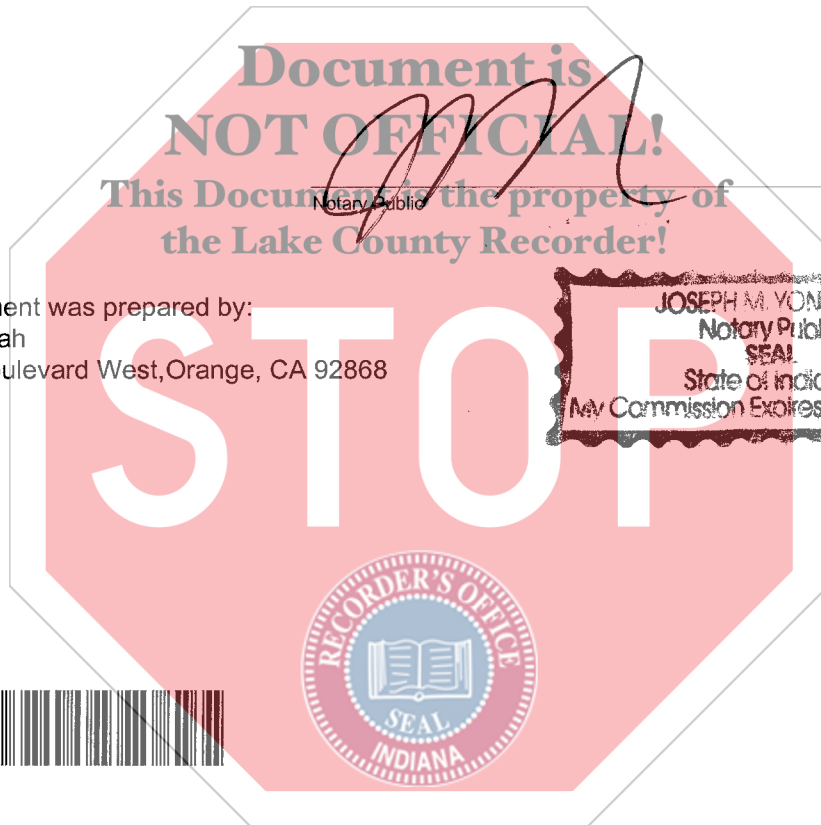 Document is
NOT OFFICIAL!
This Document is the property of
Notary Public
the Lake County Recorder!
ent was prepared by:
ah
ulevard West,Orange, CA 92868
JOSEPH M. YON
Notary Publ
SEAL
State of India
My Commission Expires
STOP
RECORDER'S OFFICE
SEAL
INDIANA